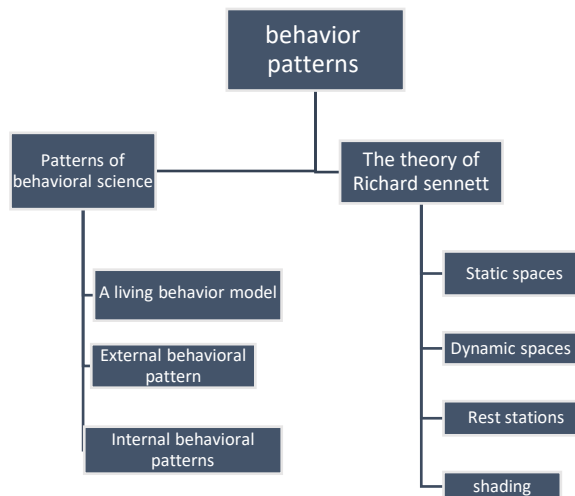 behavior
patterns
Patterns of
behavioral science
The theory of
Richard sennett
A living behavior model
External behavioral
pattern
Internal behavioral
patterns
Static spaces
Dynamic spaces
Rest stations
shading